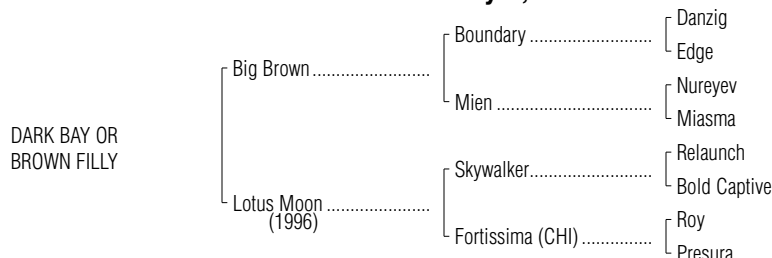 Danzig
Boundary
Edge
Big Brown
Nureyev
Mien
Miasma
DARK BAY OR
BROWN FILLY
Relaunch
Skywalker
Bold Captive
Lotus Moon
(1996)
Roy
Fortissima (CHI)
Presura